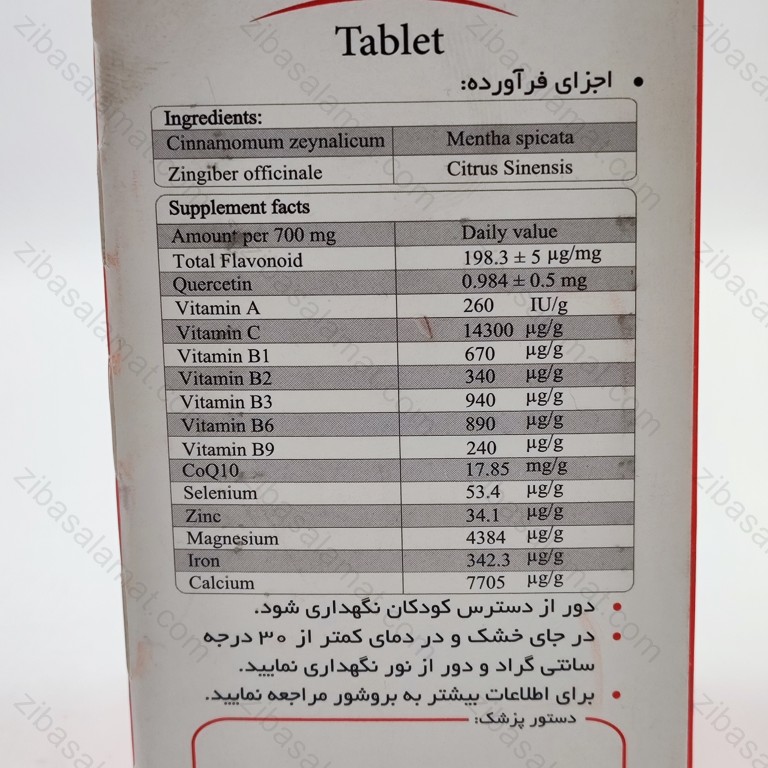 Tablet
• اجزای فرآورده:
Ingredients:
Cinnamomum zeynalicum Mentha spicata
Zingiber officinale Citrus Sinensis
Supplement facts
Amount per 700 mg Daily value
Total Flavonoid 198.3 ± 5 µg/mg
Quercetin 0.984 ± 0.5 mg
Vitamin A 260 IU/g
Vitamin C 14300 µg/g
Vitamin B1 670 µg/g
Vitamin B2 340 µg/g
Vitamin B3 940 µg/g
Vitamin B6 890 µg/g
Vitamin B9 240 µg/g
CoQ10 17.85 mg/g
Selenium 53.4 µg/g
Zinc 34.1 µg/g
Magnesium 4384 µg/g
Iron 342.3 µg/g
Calcium 7705 µg/g
• دور از دسترس کودکان نگهداری شود.
• در جای خشک و در دمای کمتر از ۳۰ درجه
سانتی گراد و دور از نور نگهداری نمایید.
• برای اطلاعات بیشتر به بروشور مراجعه نمایید.
دستور پزشک:
zibasalamat.com